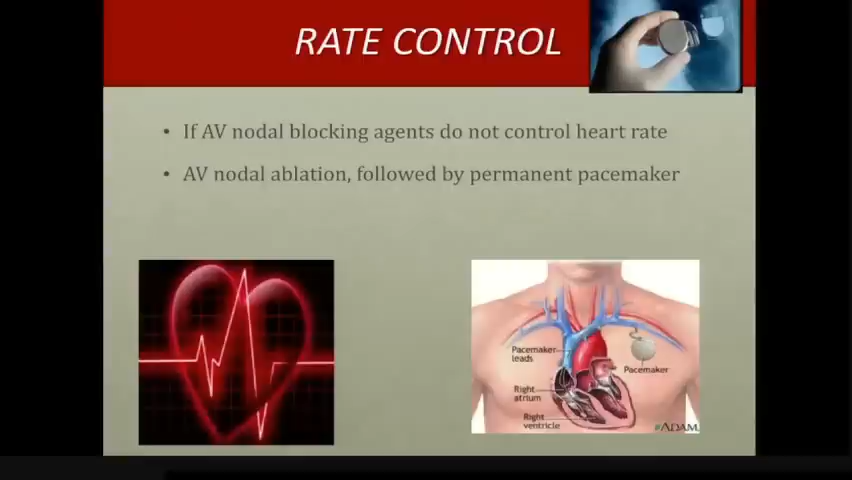 RATE CONTROL
• If AV nodal blocking agents do not control heart rate
• AV nodal ablation, followed by permanent pacemaker
Pacemaker
leads
Pacemaker
Right
atrium
Right
ventricle
ADAM.